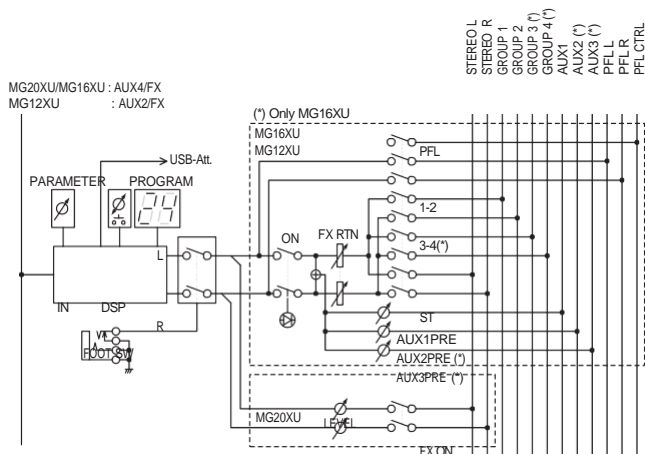 STEREO L
STEREO R
GROUP 1
GROUP 2
GROUP 3 (*)
GROUP 4 (*)
AUX1
AUX2 (*)
AUX3 (*)
PFL L
PFL R
PFL CTRL
MG20XU/MG16XU : AUX4/FX
MG12XU : AUX2/FX
(*) Only MG16XU
MG16XU
MG12XU
PFL
USB-Att.
PARAMETER
PROGRAM
1-2
ON
FX RTN
3-4(*)
L
IN
DSP
R
FOOT SW
ST
AUX1PRE
AUX2PRE (*)
AUX3PRE (*)
MG20XU
LEVEL
FX ON